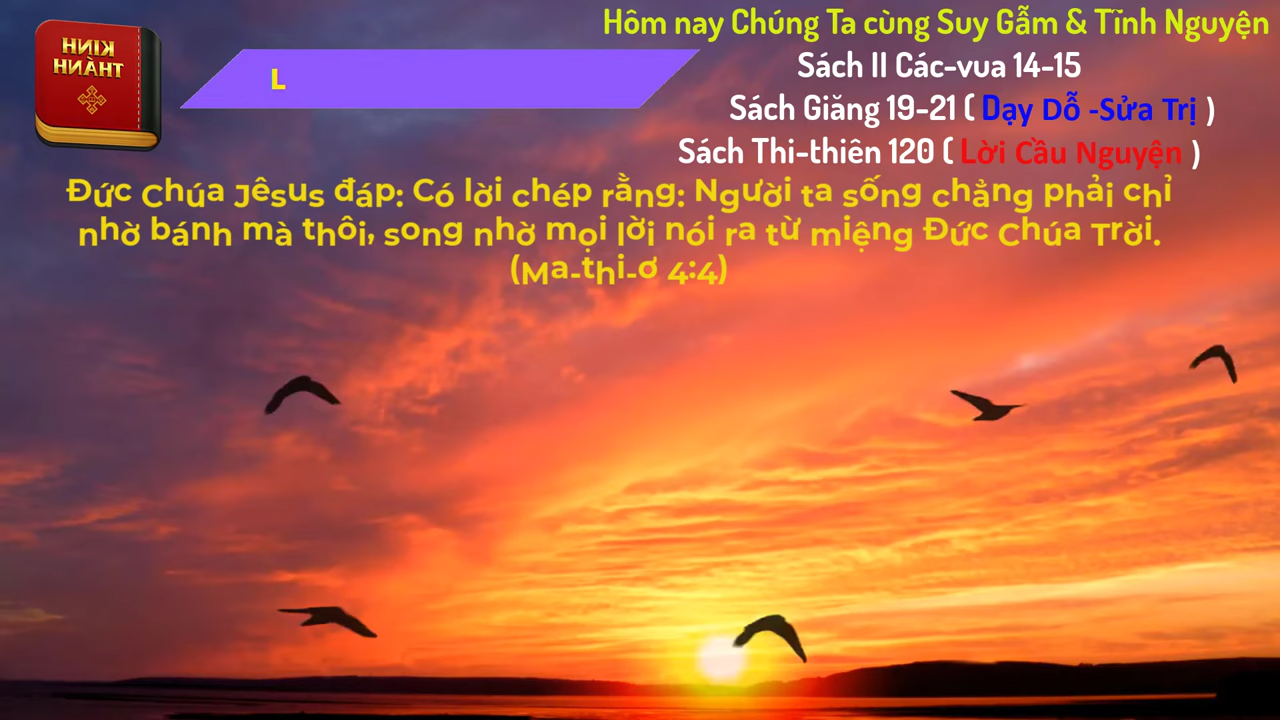 KINH
THÁNH
L
Hôm nay Chúng Ta cùng Suy Gẫm & Tĩnh Nguyện
Sách II Các-vua 14-15
Sách Giăng 19-21 ( Dạy Dỗ -Sửa Trị )
Sách Thi-thiên 120 ( Lời Cầu Nguyện )
Đức Chúa Jêsus đáp: Có lời chép rằng: Người ta sống chẳng phải chỉ
nhờ bánh mà thôi, song nhờ mọi lời nói ra từ miệng Đức Chúa Trời.
(Ma-thi-ơ 4:4)